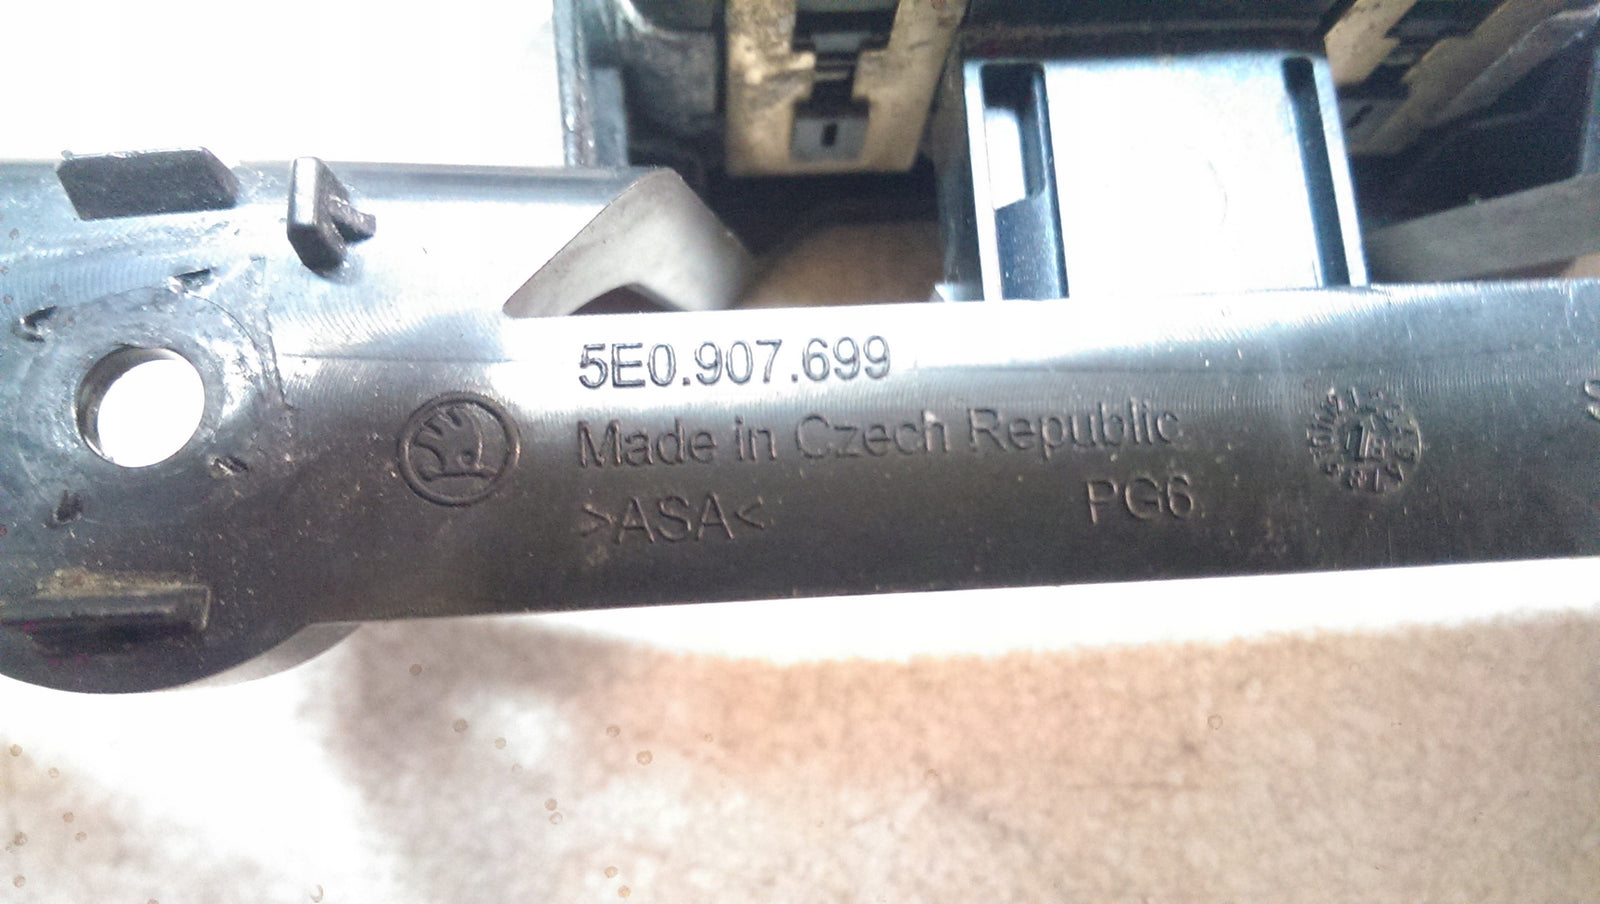 5E0.907.699
Made in Czech Republic
>ASA<
PG6